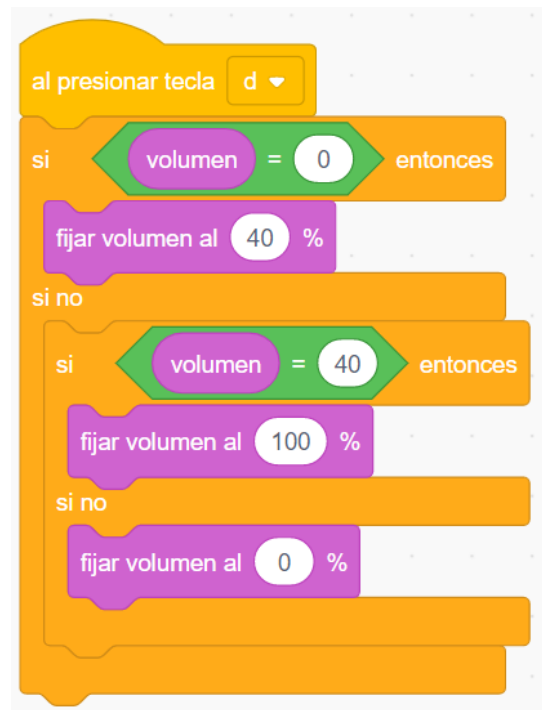 al presionar tecla d
si volumen = 0 entonces
fijar volumen al 40 %
si no
si volumen = 40 entonces
fijar volumen al 100 %
si no
fijar volumen al 0 %